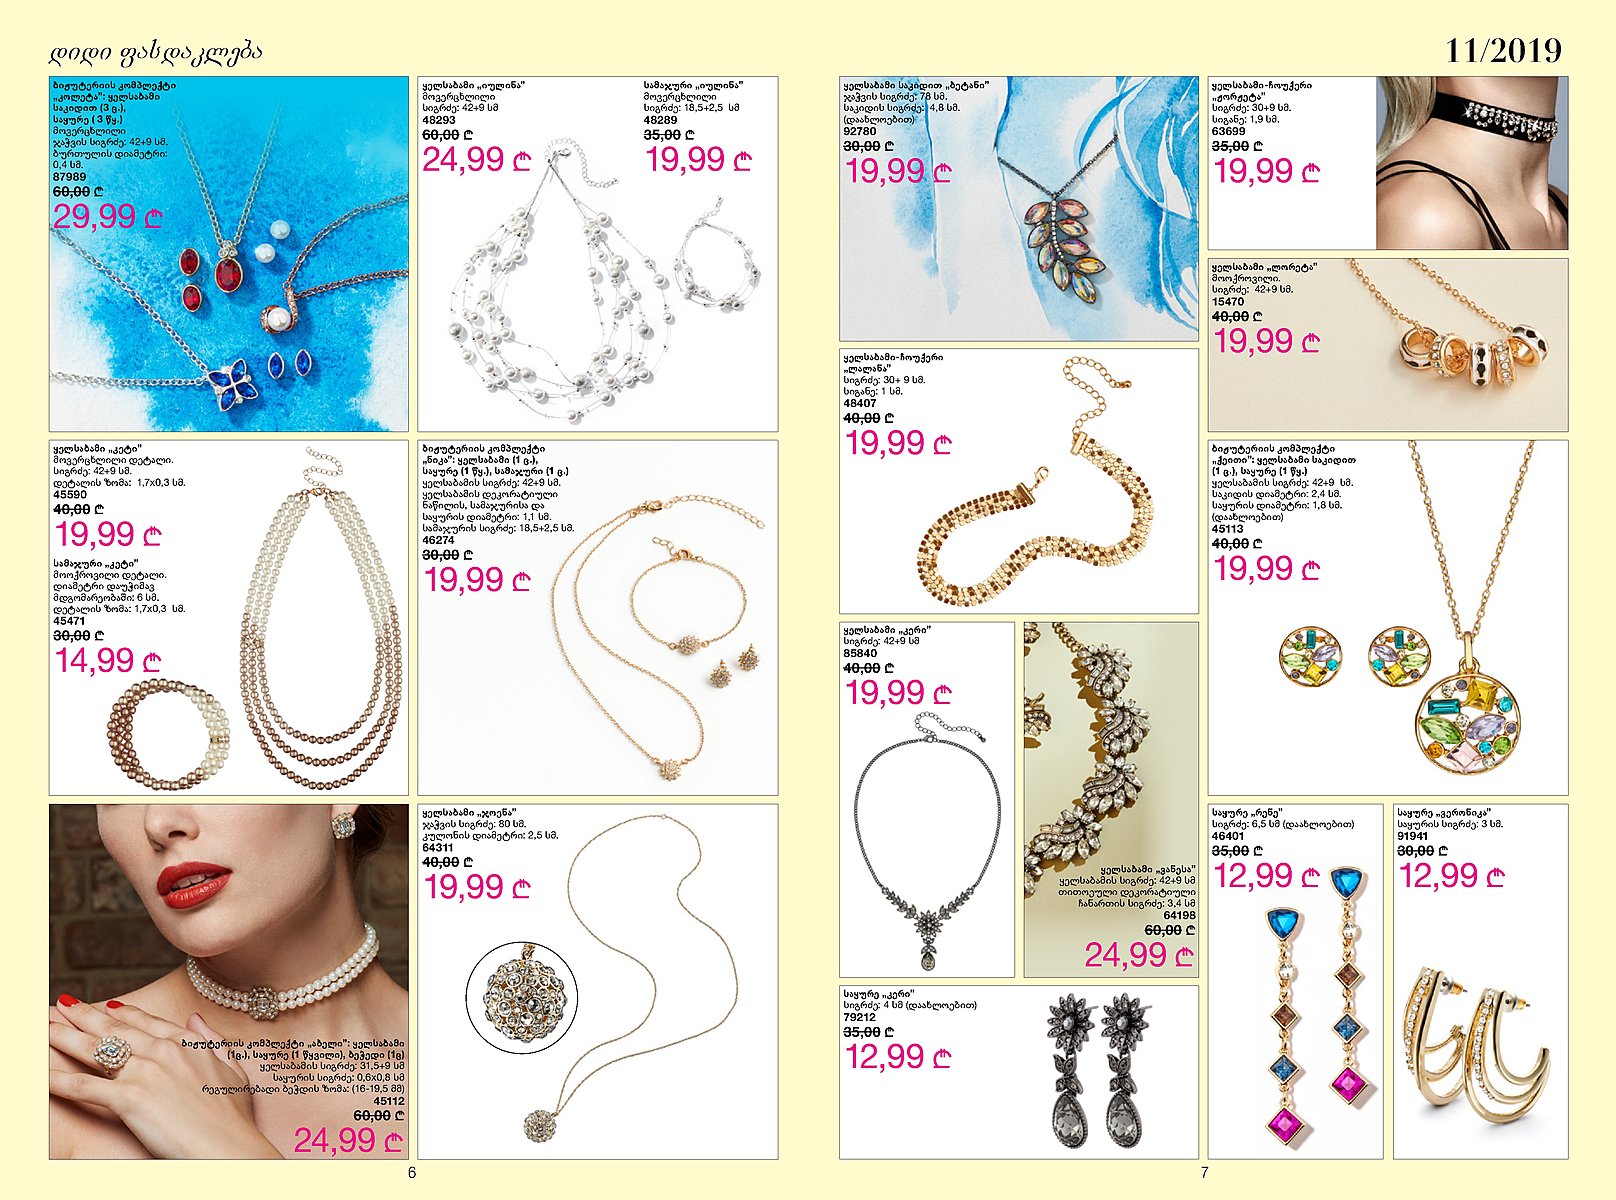 დიდი ფასდაკლება
11/2019
ბიჟუტერიის კომპლექტი
„კოლეტა”: ყელსაბამი
საკიდით (3 ც.),
საყურე ( 3 წყ.)
მოვერცხლილი
ჯაჭვის სიგრძე: 42+9 სმ.
ბურთულის დიამეტრი:
0,4 სმ.
87989
60,00 ₾
29,99 ₾
ყელსაბამი „იულინა”
მოვერცხლილი
სიგრძე: 42+9 სმ
48293
60,00 ₾
24,99 ₾
სამაჯური „იულინა”
მოვერცხლილი
სიგრძე: 18,5+2,5 სმ
48289
35,00 ₾
19,99 ₾
ყელსაბამი „კეტი”
მოვერცხლილი დეტალი.
სიგრძე: 42+9 სმ.
დეტალის ზომა: 1,7x0,3 სმ.
45590
40,00 ₾
19,99 ₾
სამაჯური „კეტი”
მოოქროვილი დეტალი.
დიამეტრი დაუჭიმავ
მდგომარეობაში: 6 სმ.
დეტალის ზომა: 1,7x0,3 სმ.
45471
30,00 ₾
14,99 ₾
ბიჟუტერიის კომპლექტი
„ნიკა”: ყელსაბამი (1 ც.),
საყურე (1 წყ.), სამაჯური (1 ც.)
ყელსაბამის სიგრძე: 42+9 სმ.
ყელსაბამის დეკორატიული
ნაწილის, სამაჯურისა და
საყურის დიამეტრი: 1,1 სმ.
სამაჯურის სიგრძე: 18,5+2,5 სმ.
46274
30,00 ₾
19,99 ₾
ბიჟუტერიის კომპლექტი „აბელი”: ყელსაბამი
(1ც.), საყურე (1 წყვილი), ბეჭედი (1ც)
ყელსაბამის სიგრძე: 31,5+9 სმ
საყურის სიგრძე: 0,6x0,8 სმ
რეგულირებადი ბეჭდის ზომა: (16-19,5 მმ)
45112
60,00 ₾
24,99 ₾
ყელსაბამი „ჯოენა”
ჯაჭვის სიგრძე: 80 სმ.
კულონის დიამეტრი: 2,5 სმ.
64311
40,00 ₾
19,99 ₾
6
ყელსაბამი საკიდით „ბეტანი”
ჯაჭვის სიგრძე: 78 სმ.
საკიდის სიგრძე: 4,8 სმ.
(დაახლოებით)
92780
30,00 ₾
19,99 ₾
ყელსაბამი-ჩოუქერი
„ჟორჟეტა”
სიგრძე: 30+9 სმ.
სიგანე: 1,9 სმ.
63699
35,00 ₾
19,99 ₾
ყელსაბამი „ლორეტა”
მოოქროვილი.
სიგრძე: 42+9 სმ.
15470
40,00 ₾
19,99 ₾
ყელსაბამი-ჩოუქერი
„ლალანა”
სიგრძე: 30+ 9 სმ.
სიგანე: 1 სმ.
48407
40,00 ₾
19,99 ₾
ბიჟუტერიის კომპლექტი
„ქეითი”: ყელსაბამი საკიდით
(1 ც.), საყურე (1 წყ.)
ყელსაბამის სიგრძე: 42+9 სმ.
საკიდის დიამეტრი: 2,4 სმ.
საყურის დიამეტრი: 1,8 სმ.
(დაახლოებით)
45113
40,00 ₾
19,99 ₾
ყელსაბამი „კერი”
სიგრძე: 42+9 სმ
85840
40,00 ₾
19,99 ₾
ყელსაბამი „ვანესა”
ყელსაბამის სიგრძე: 42+9 სმ
თითოეული დეკორატიული
ჩანართის სიგრძე: 3,4 სმ
64198
60,00 ₾
24,99 ₾
საყურე „კერი”
სიგრძე: 4 სმ (დაახლოებით)
79212
35,00 ₾
12,99 ₾
საყურე „რენე”
სიგრძე: 6,5 სმ (დაახლოებით)
46401
35,00 ₾
12,99 ₾
საყურე „ვერონიკა”
საყურის სიგრძე: 3 სმ.
91941
30,00 ₾
12,99 ₾
7